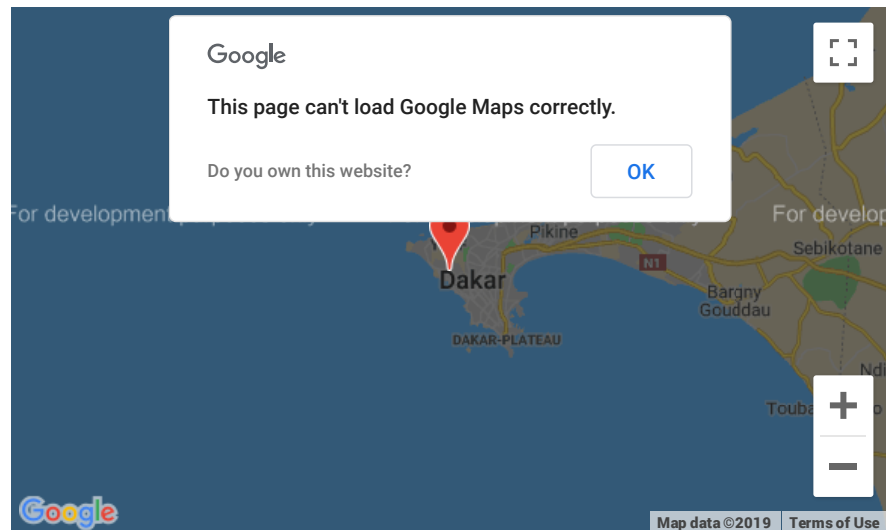 Google
This page can't load Google Maps correctly.
Do you own this website?
OK
For development
For develop
Pikine
Sebikotane
N1
Dakar
Bargny
Gouddau
DAKAR-PLATEAU
Ndi
Touba
o
Google
Map data ©2019
Terms of Use